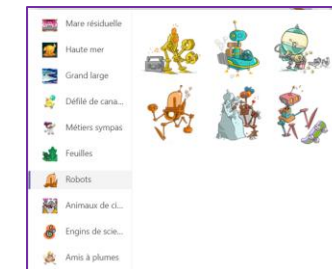 Mare résiduelle
Haute mer
Grand large
Défilé de cana...
Métiers sympas
Feuilles
Robots
Animaux de ci...
Engins de scie...
Amis à plumes